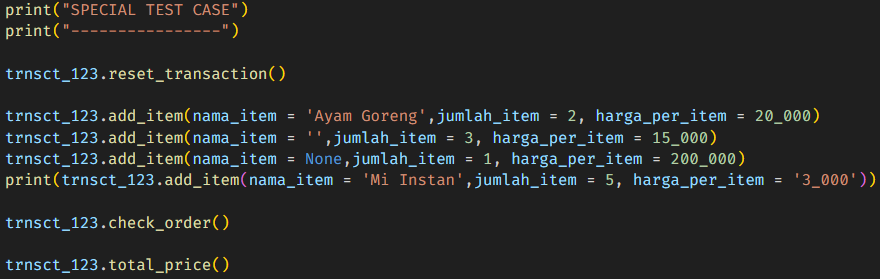 print("SPECIAL TEST CASE")
print("----------------")
trnsct_123.reset_transaction()
trnsct_123.add_item(nama_item = 'Ayam Goreng',jumlah_item = 2, harga_per_item = 20_000)
trnsct_123.add_item(nama_item = '',jumlah_item = 3, harga_per_item = 15_000)
trnsct_123.add_item(nama_item = None,jumlah_item = 1, harga_per_item = 200_000)
print(trnsct_123.add_item(nama_item = 'Mi Instan',jumlah_item = 5, harga_per_item = '3_000'))
trnsct_123.check_order()
trnsct_123.total_price()